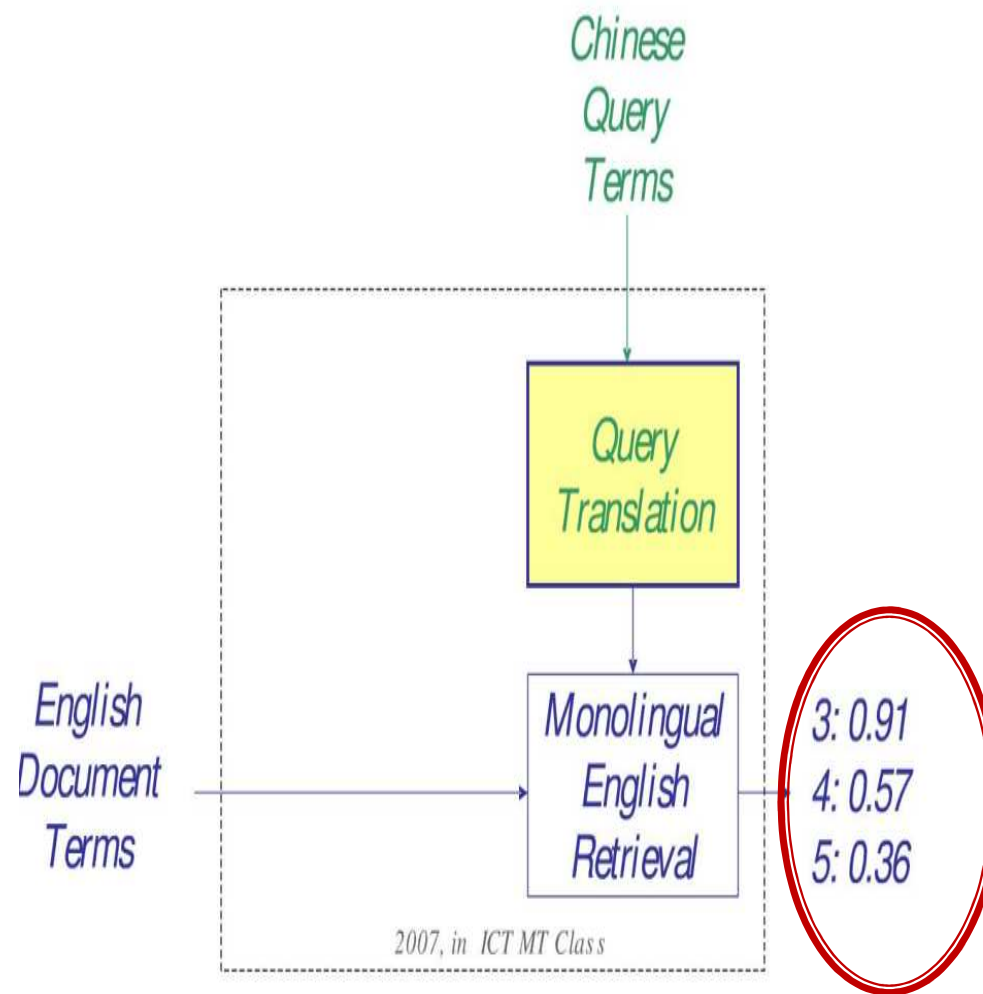 Chinese
Query
Terms
Query
Translation
English
Document
Terms
Monolingual
English
Retrieval
3: 0.91
4: 0.57
5: 0.36
2007, in ICT MT Class